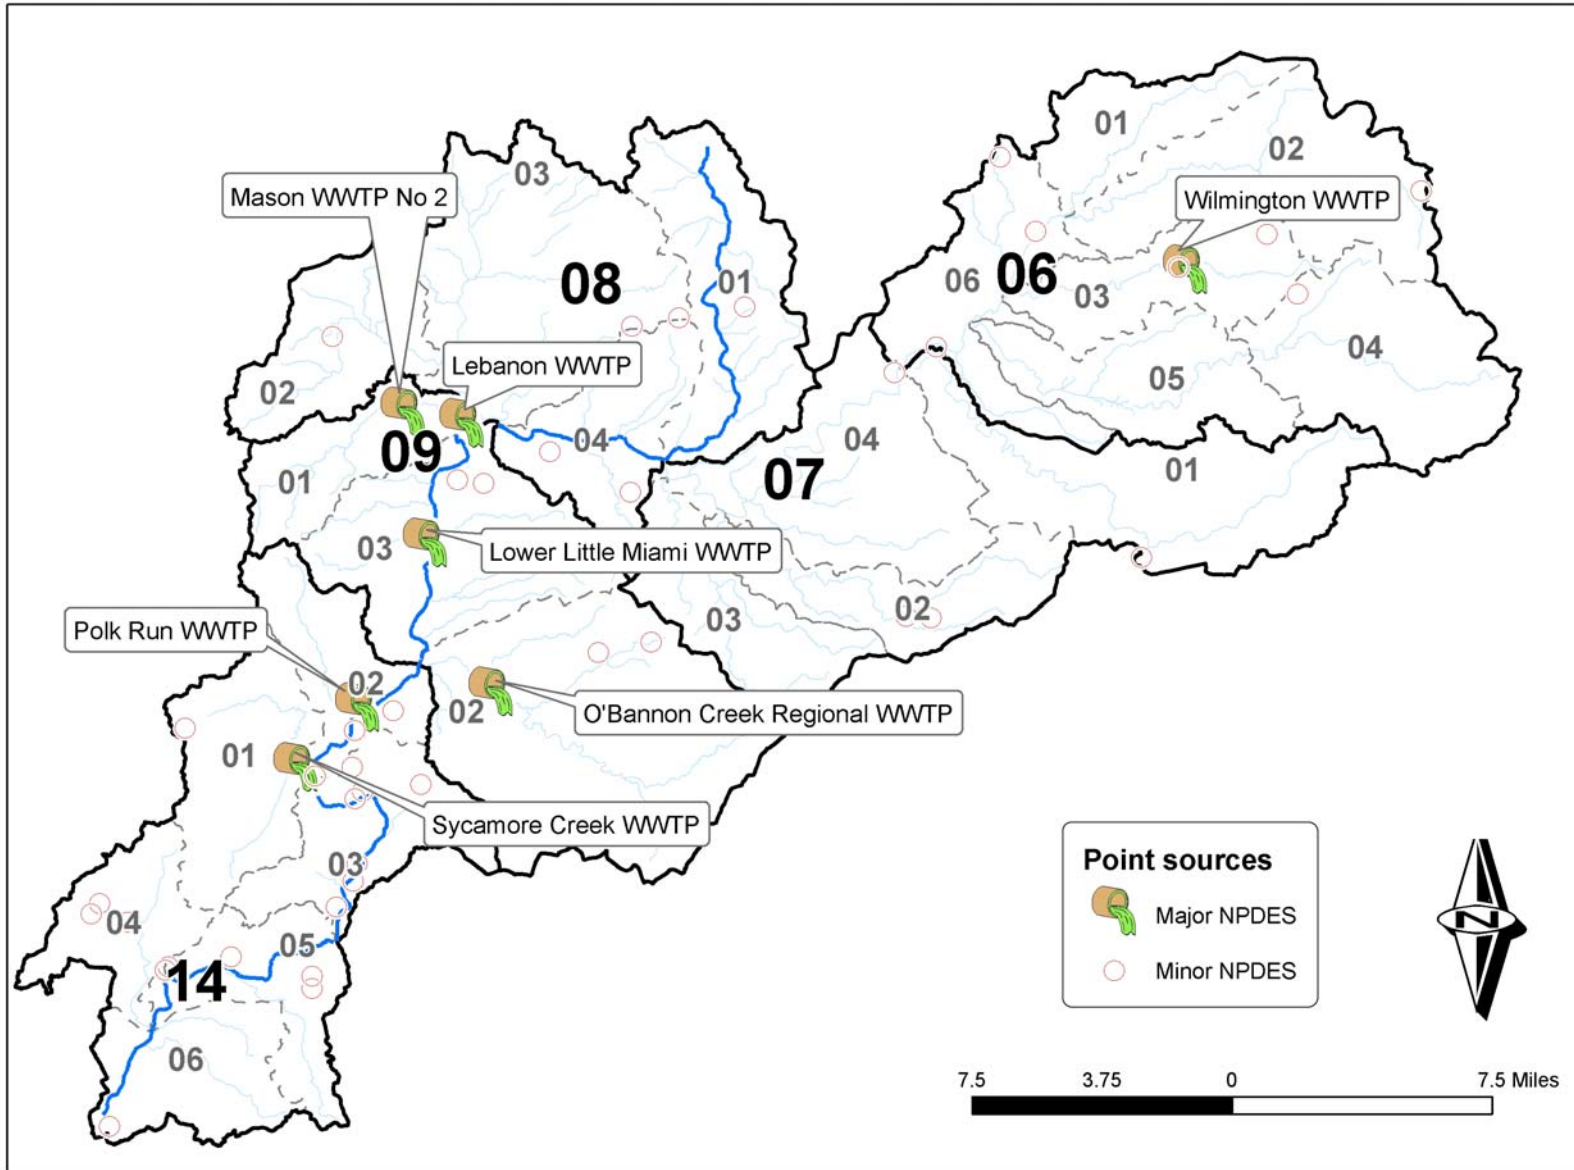 01
02
03
Mason WWTP No 2
Wilmington WWTP
08
01
06
06
03
Lebanon WWTP
04
05
02
04
04
09
07
01
01
03
Lower Little Miami WWTP
02
03
Polk Run WWTP
02
02
O'Bannon Creek Regional WWTP
01
Sycamore Creek WWTP
03
04
05
14
06
Point sources
Major NPDES
Minor NPDES
N
7.5 3.75 0 7.5 Miles